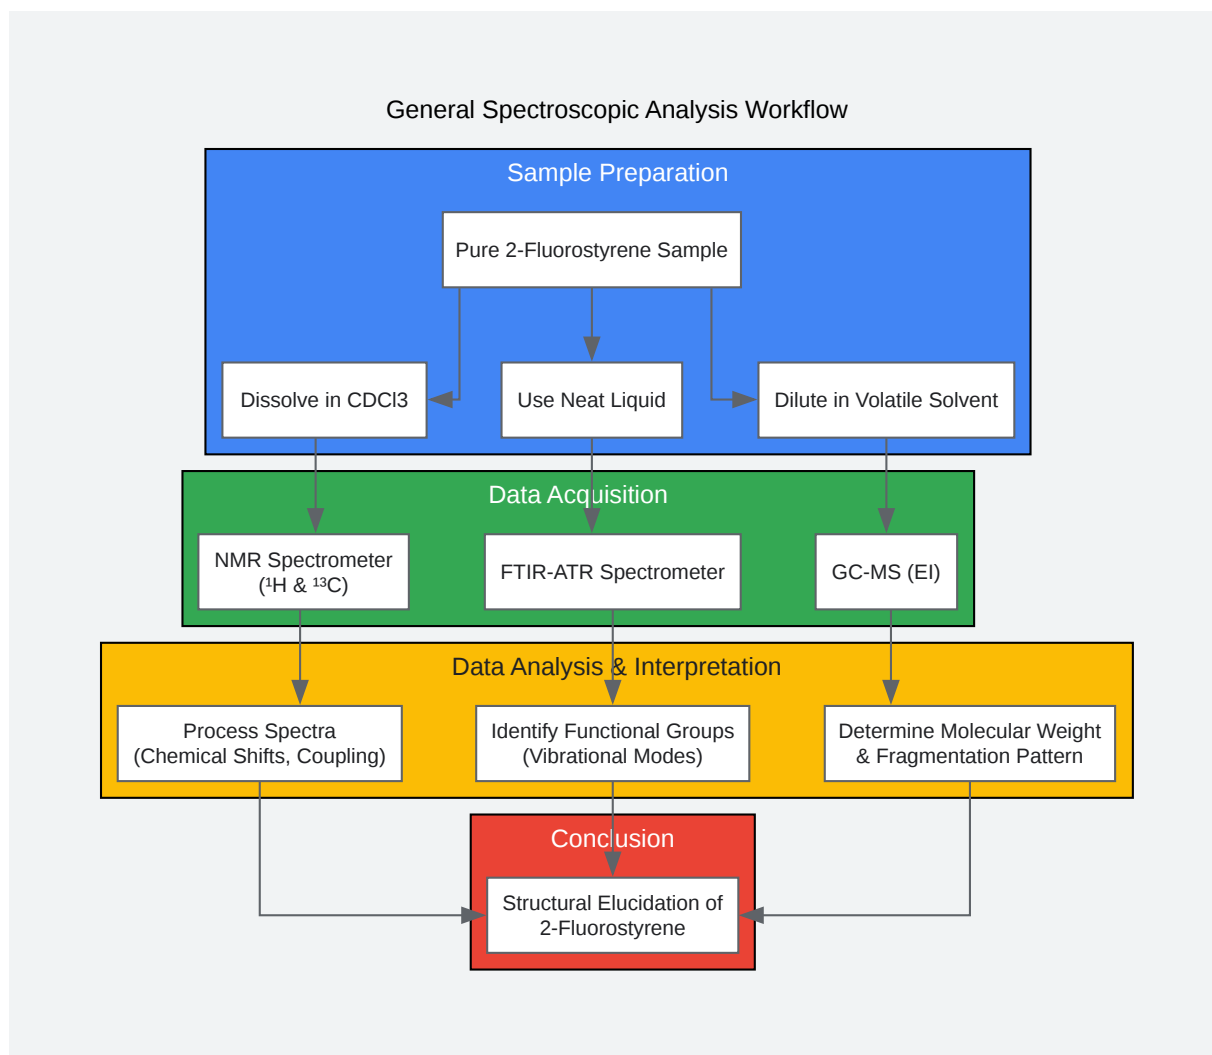 General Spectroscopic Analysis Workflow
Sample Preparation
Pure 2-Fluorostyrene Sample
Dissolve in CDCl3
Use Neat Liquid
Dilute in Volatile Solvent
Data Acquisition
NMR Spectrometer
(¹H & ¹³C)
FTIR-ATR Spectrometer
GC-MS (EI)
Data Analysis & Interpretation
Process Spectra
(Chemical Shifts, Coupling)
Identify Functional Groups
(Vibrational Modes)
Determine Molecular Weight
& Fragmentation Pattern
Conclusion
Structural Elucidation of
2-Fluorostyrene